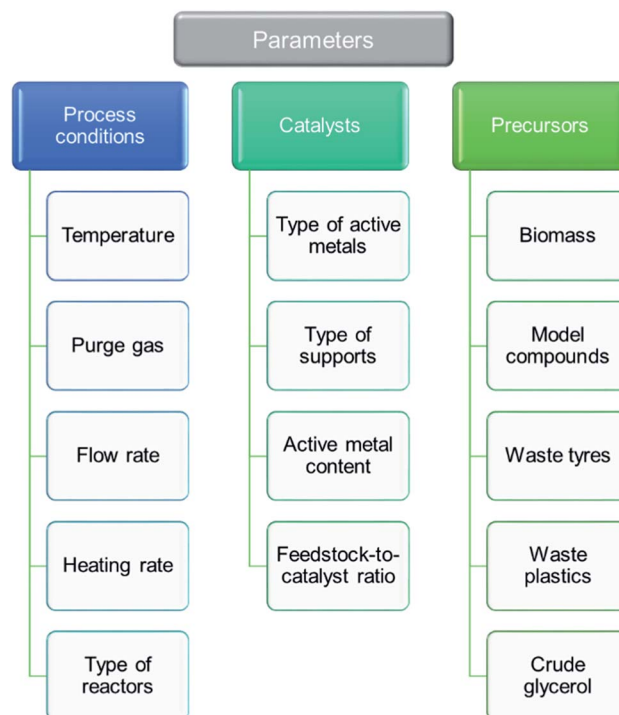 Parameters
Process
conditions
Temperature
Purge gas
Flow rate
Heating rate
Type of
reactors
Catalysts
Type of active
metals
Type of
supports
Active metal
content
Feedstock-to-
catalyst ratio
Precursors
Biomass
Model
compounds
Waste tyres
Waste
plastics
Crude
glycerol